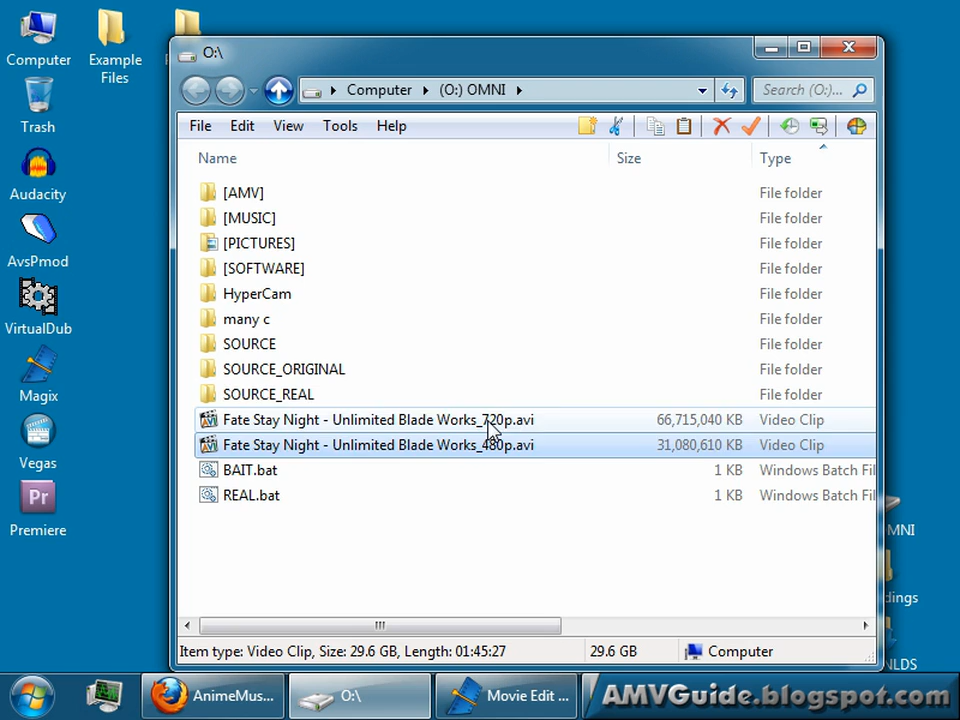 Computer
Example Files
Trash
Audacity
AvsPmod
VirtualDub
Magix
Vegas
Premiere
O:\
Computer (O:) OMNI
Search (O:)...
File Edit View Tools Help
Name Size Type
[AMV] File folder
[MUSIC] File folder
[PICTURES] File folder
[SOFTWARE] File folder
HyperCam File folder
many c File folder
SOURCE File folder
SOURCE_ORIGINAL File folder
SOURCE_REAL File folder
Fate Stay Night - Unlimited Blade Works_720p.avi 66,715,040 KB Video Clip
Fate Stay Night - Unlimited Blade Works_480p.avi 31,080,610 KB Video Clip
BAIT.bat 1 KB Windows Batch Fil
REAL.bat 1 KB Windows Batch Fil
Item type: Video Clip, Size: 29.6 GB, Length: 01:45:27 29.6 GB Computer
MNI
dings
NLDS
Pr
AnimeMus...
O:\
Movie Edit ...
AMVGuide.blogspot.com